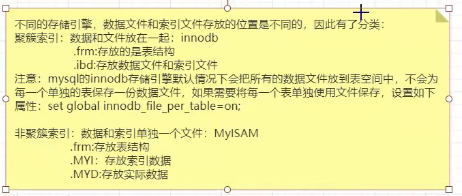 不同的存储引擎，数据文件和索引文件存放的位置是不同的，因此有了分类：
聚簇索引：数据和文件放在一起：innodb
.frm:存放的是表结构
.ibd:存放数据文件和索引文件
注意：mysql的innodb存储引擎默认情况下会把所有的数据文件放到表空间中，不会为
每一个单独的表保存一份数据文件，如果需要将每一个表单独使用文件保存，设置如下
属性：set global innodb_file_per_table=on;
非聚簇索引：数据和索引单独一个文件：MyISAM
.frm:存放表结构
.MYI：存放索引数据
.MYD:存放实际数据